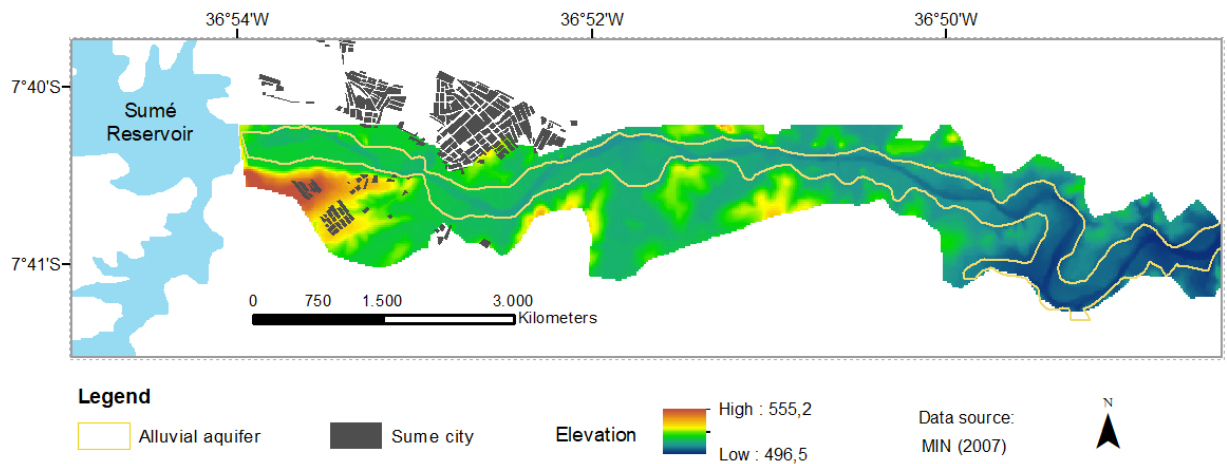 36°54'W 36°52'W 36°50'W
7°40'S
Sumé
Reservoir
7°41'S
0 750 1.500 3.000
Kilometers
Legend
Alluvial aquifer
Sume city
Elevation
High : 555,2
Low : 496,5
Data source:
MIN (2007)
N